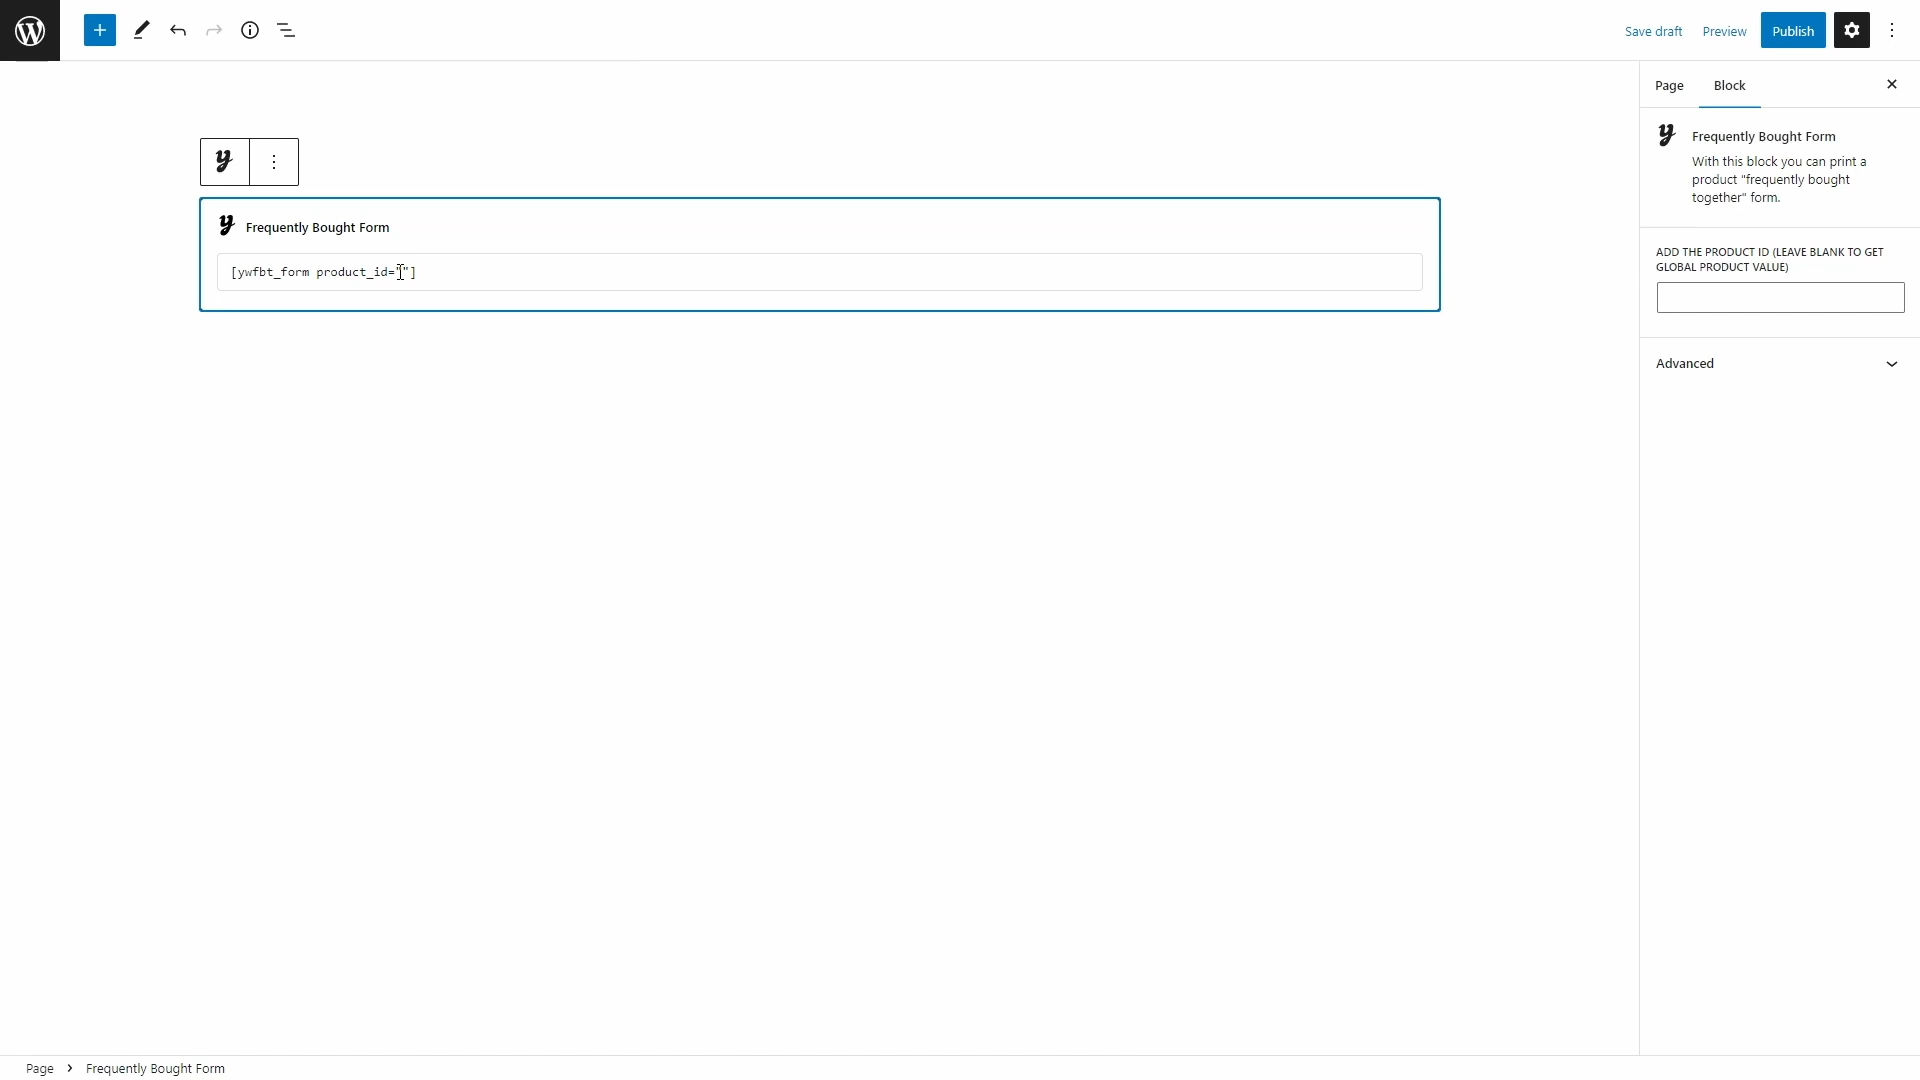 Save draft
Preview
Publish
Page
Block
Frequently Bought Form
With this block you can print a
product "frequently bought
together" form.
Frequently Bought Form
[ywfbt_form product_id=""]
ADD THE PRODUCT ID (LEAVE BLANK TO GET
GLOBAL PRODUCT VALUE)
Advanced
Page
Frequently Bought Form